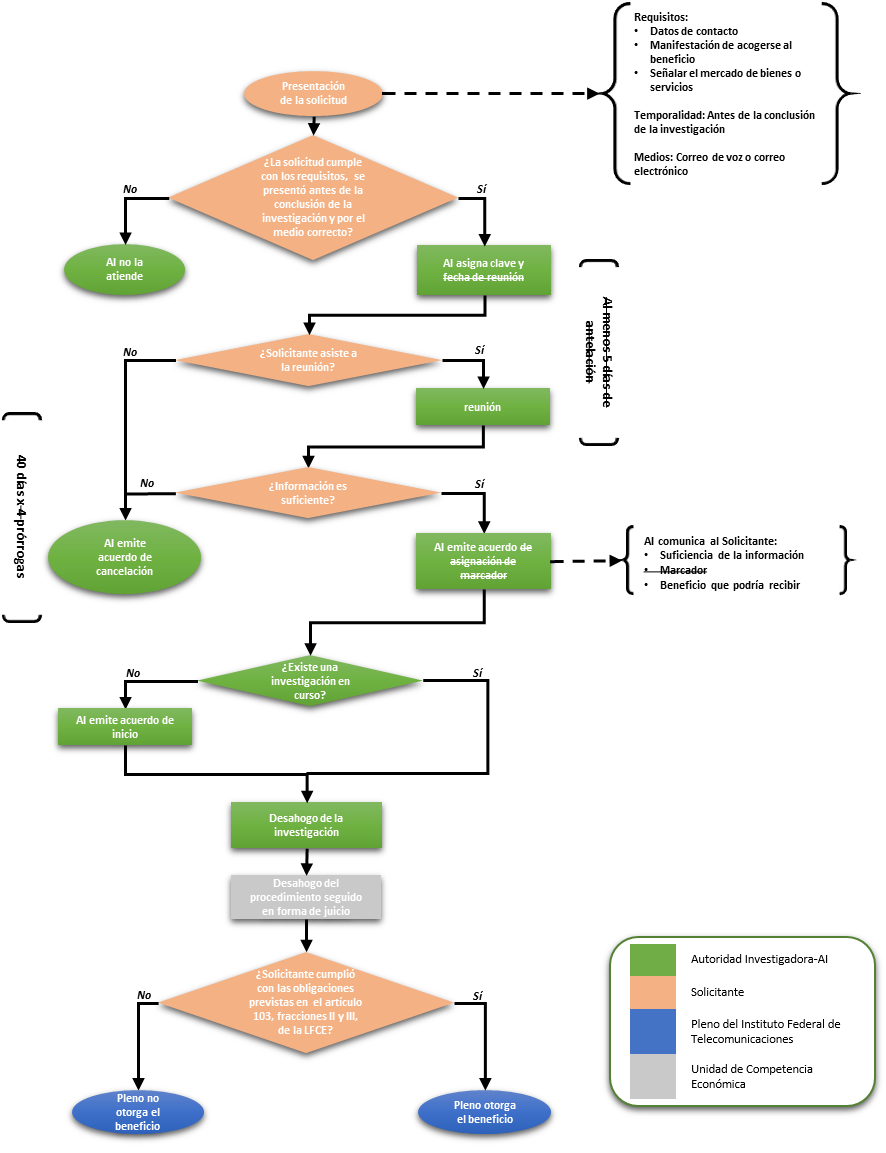 Requisitos:
• Datos de contacto
• Manifestación de acogerse al
beneficio
• Señalar el mercado de bienes o
servicios
Temporalidad: Antes de la conclusión
de la investigación
Medios: Correo de voz o correo
electrónico
Presentación
de la solicitud
¿La solicitud cumple
con los requisitos, se
presentó antes de la
conclusión de la
investigación y por el
medio correcto?
No
Sí
AI no la
atiende
AI asigna clave y
fecha de reunión
Al menos 5 días de
antelación
¿Solicitante asiste a
la reunión?
No
Sí
reunión
40 días x 4 prórrogas
¿Información es
suficiente?
No
Sí
AI emite
acuerdo de
cancelación
AI emite acuerdo de
asignación de
marcador
AI comunica al Solicitante:
• Suficiencia de la información
• Marcador
• Beneficio que podría recibir
¿Existe una
investigación en
curso?
No
Sí
AI emite acuerdo de
inicio
Desahogo de la
investigación
Desahogo del
procedimiento seguido
en forma de juicio
¿Solicitante cumplió
con las obligaciones
previstas en el artículo
103, fracciones II y III,
de la LFCE?
No
Sí
Pleno no
otorga el
beneficio
Pleno otorga
el beneficio
Autoridad Investigadora-AI
Solicitante
Pleno del Instituto Federal de
Telecomunicaciones
Unidad de Competencia
Económica